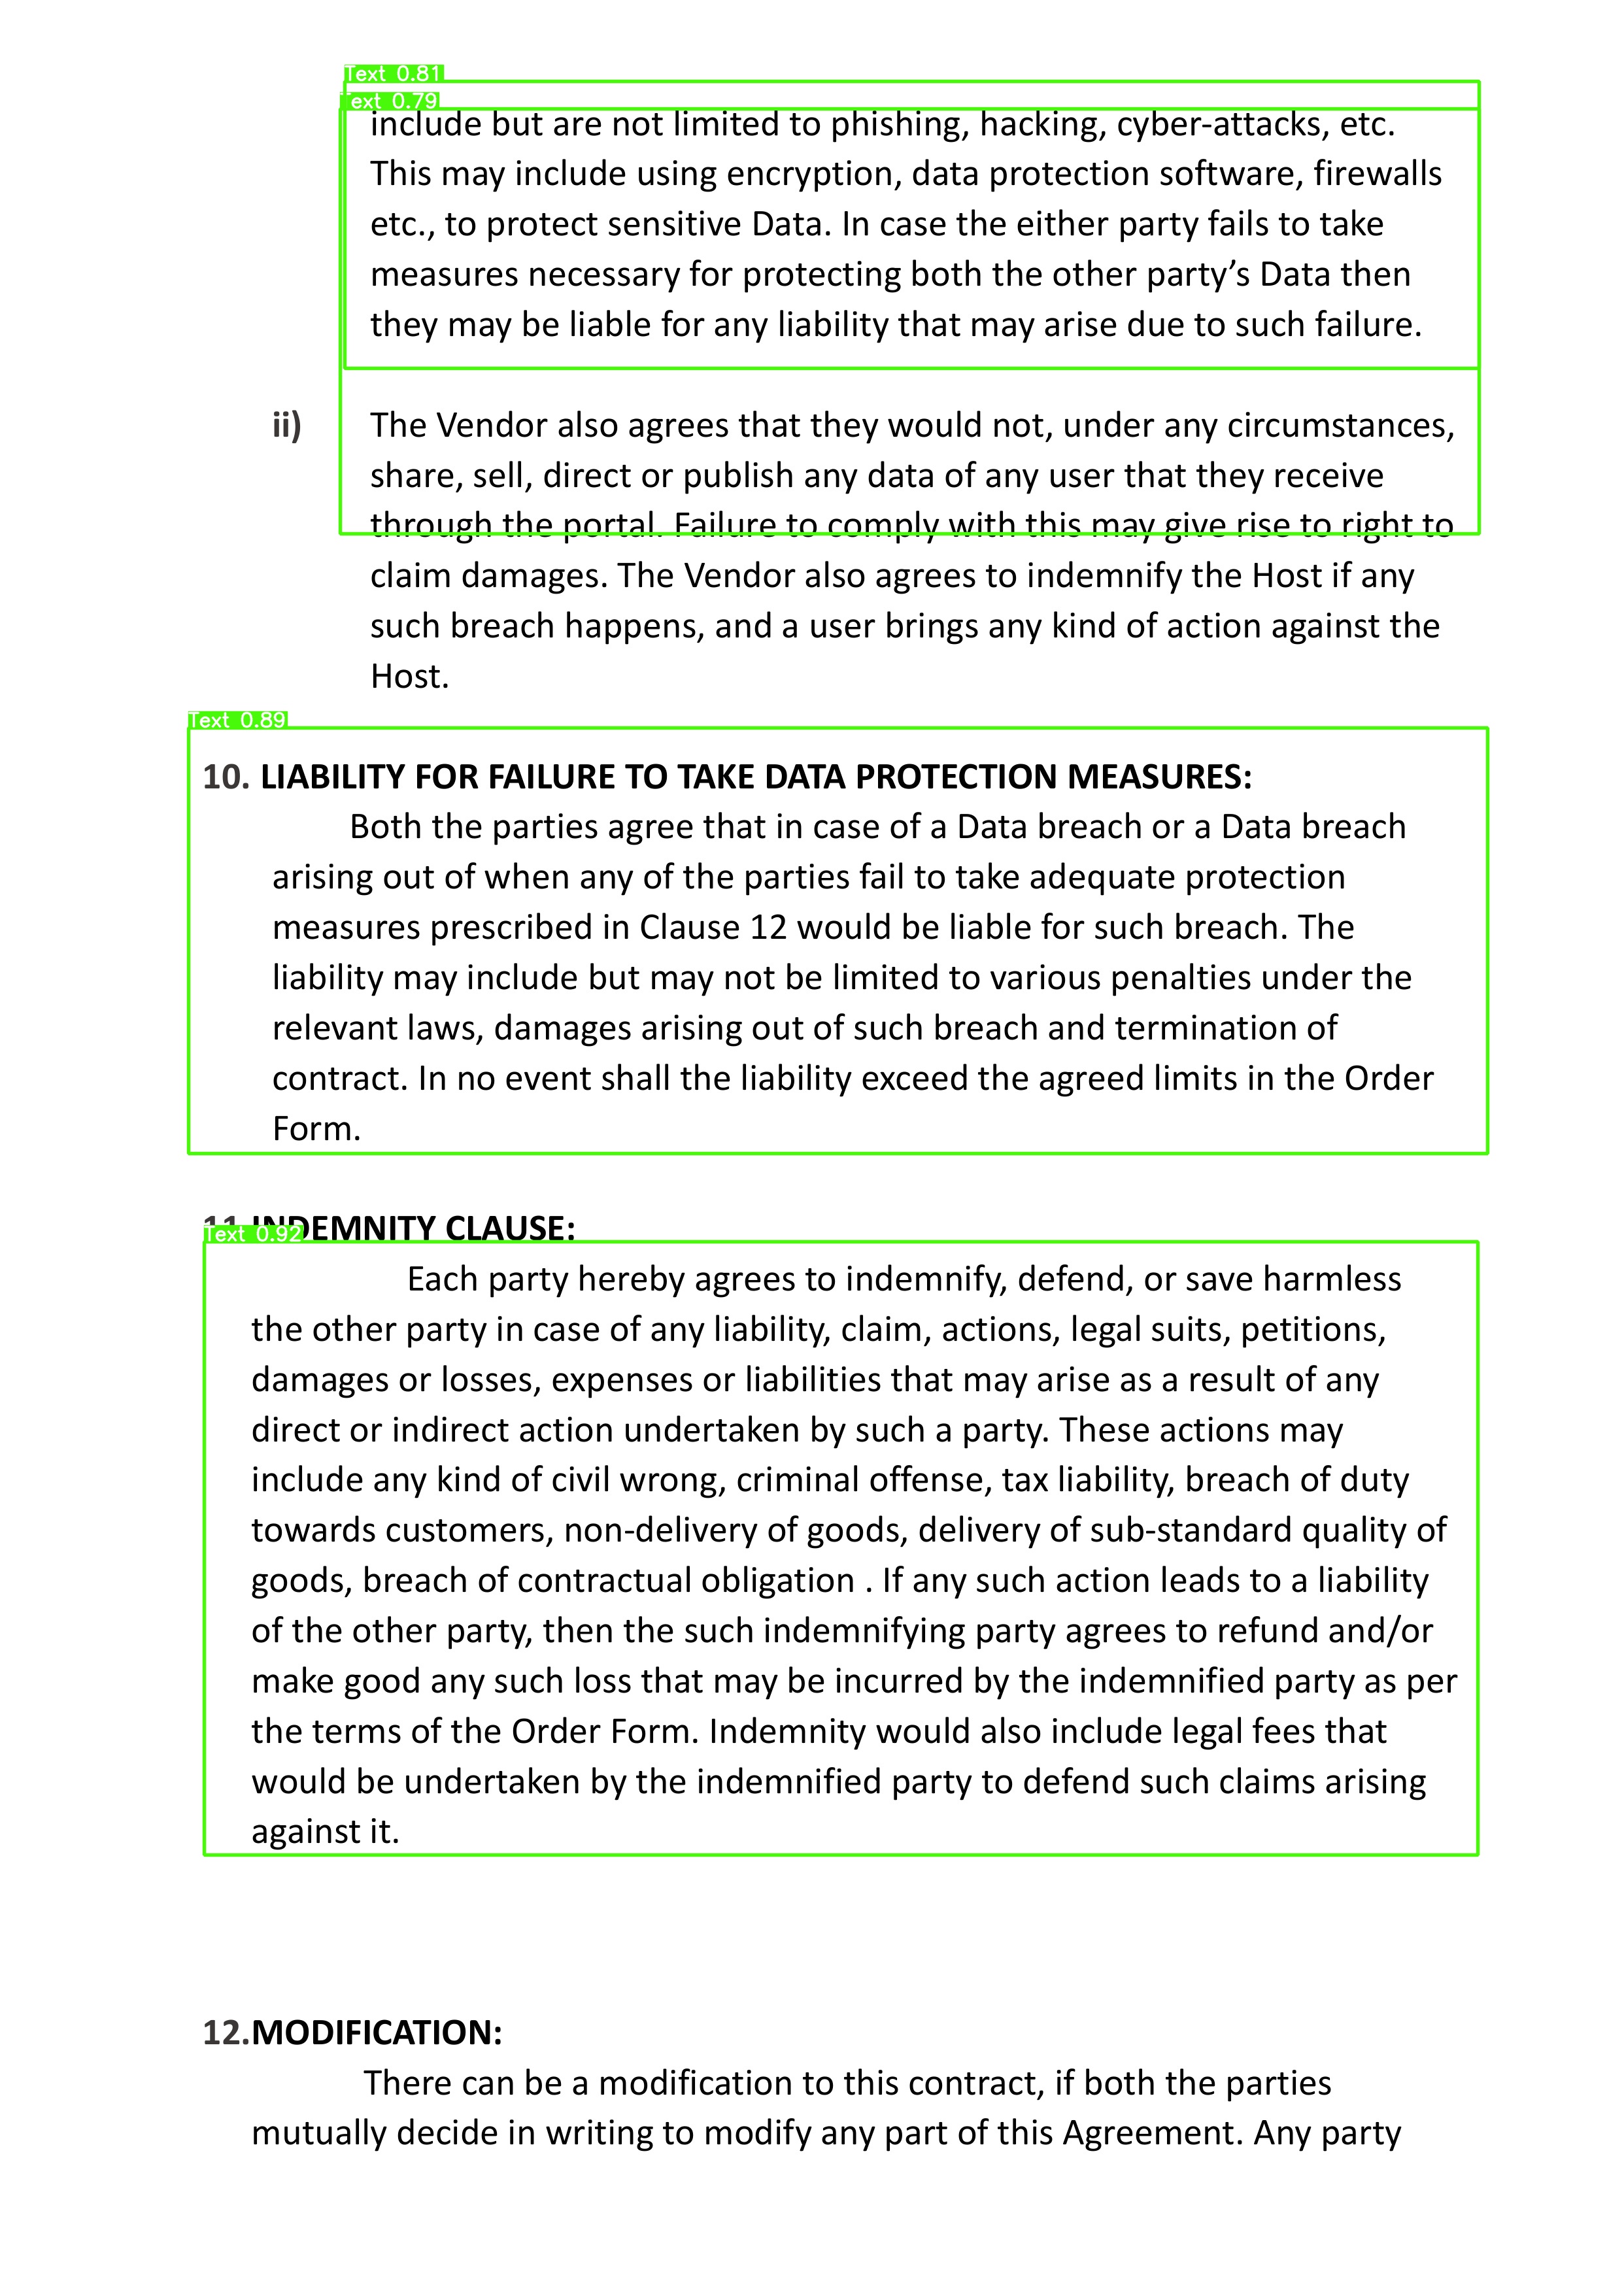 Text 0.81
Text 0.79
include but are not limited to phishing, hacking, cyber-attacks, etc.
This may include using encryption, data protection software, firewalls
etc., to protect sensitive Data. In case the either party fails to take
measures necessary for protecting both the other party’s Data then
they may be liable for any liability that may arise due to such failure.
ii) The Vendor also agrees that they would not, under any circumstances,
share, sell, direct or publish any data of any user that they receive
through the portal. Failure to comply with this may give rise to right to
claim damages. The Vendor also agrees to indemnify the Host if any
such breach happens, and a user brings any kind of action against the
Host.
Text 0.89
10. LIABILITY FOR FAILURE TO TAKE DATA PROTECTION MEASURES:
Both the parties agree that in case of a Data breach or a Data breach
arising out of when any of the parties fail to take adequate protection
measures prescribed in Clause 12 would be liable for such breach. The
liability may include but may not be limited to various penalties under the
relevant laws, damages arising out of such breach and termination of
contract. In no event shall the liability exceed the agreed limits in the Order
Form.
11.INDEMNITY CLAUSE:
Text 0.92
Each party hereby agrees to indemnify, defend, or save harmless
the other party in case of any liability, claim, actions, legal suits, petitions,
damages or losses, expenses or liabilities that may arise as a result of any
direct or indirect action undertaken by such a party. These actions may
include any kind of civil wrong, criminal offense, tax liability, breach of duty
towards customers, non-delivery of goods, delivery of sub-standard quality of
goods, breach of contractual obligation . If any such action leads to a liability
of the other party, then the such indemnifying party agrees to refund and/or
make good any such loss that may be incurred by the indemnified party as per
the terms of the Order Form. Indemnity would also include legal fees that
would be undertaken by the indemnified party to defend such claims arising
against it.
12.MODIFICATION:
There can be a modification to this contract, if both the parties
mutually decide in writing to modify any part of this Agreement. Any party